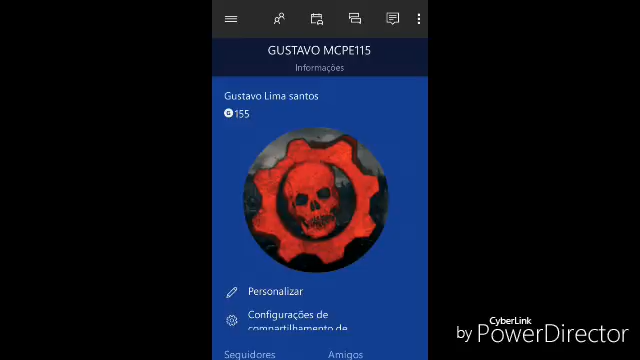 GUSTAVO MCPE115
Informações
Gustavo Lima santos
G 155
Personalizar
Configurações de
compartilhamento de
Seguidores
Amigos
CyberLink
by PowerDirector